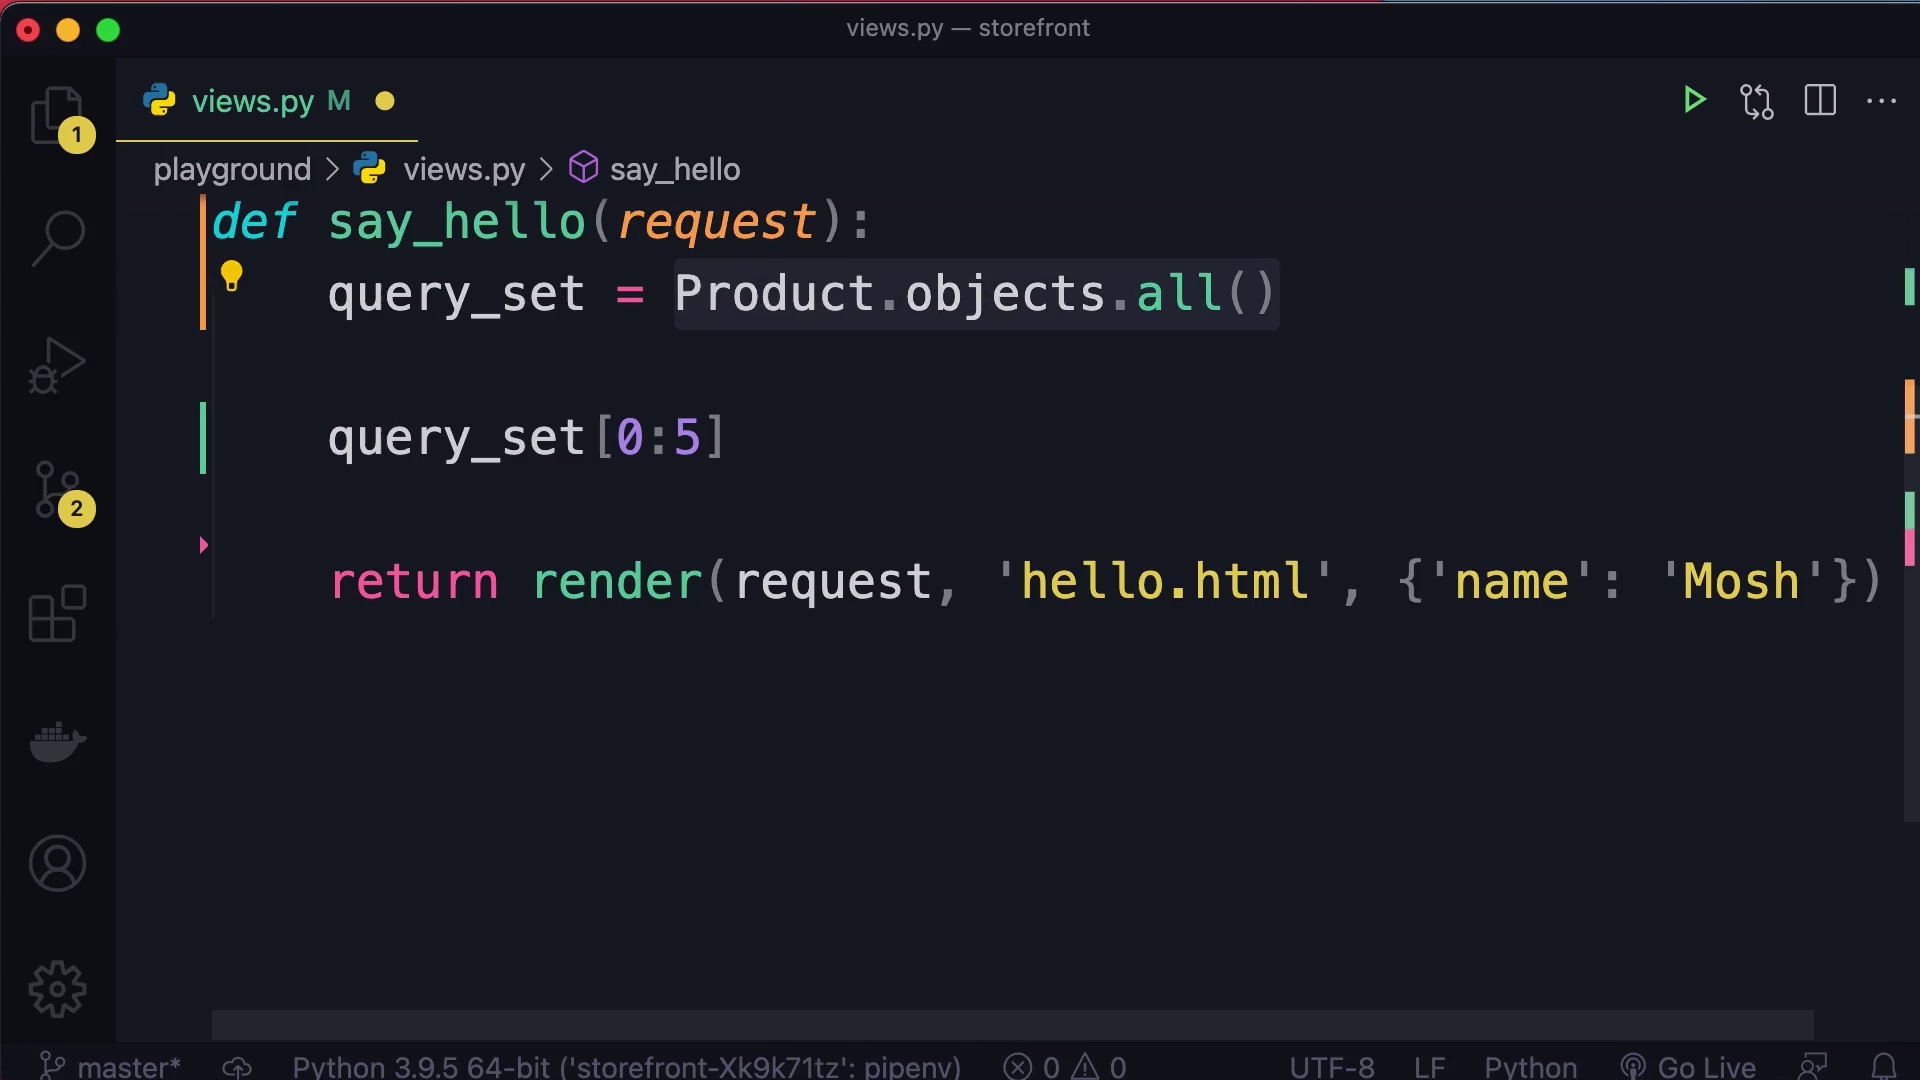 views.py — storefront
views.py M
1
playground > views.py > say_hello
def say_hello(request):
query_set = Product.objects.all()
query_set[0:5]
2
return render(request, 'hello.html', {'name': 'Mosh'})
master* Python 3.9.5 64-bit ('storefront-Xk9k71tz': pipenv) 0 0 UTF-8 LF Python Go Live